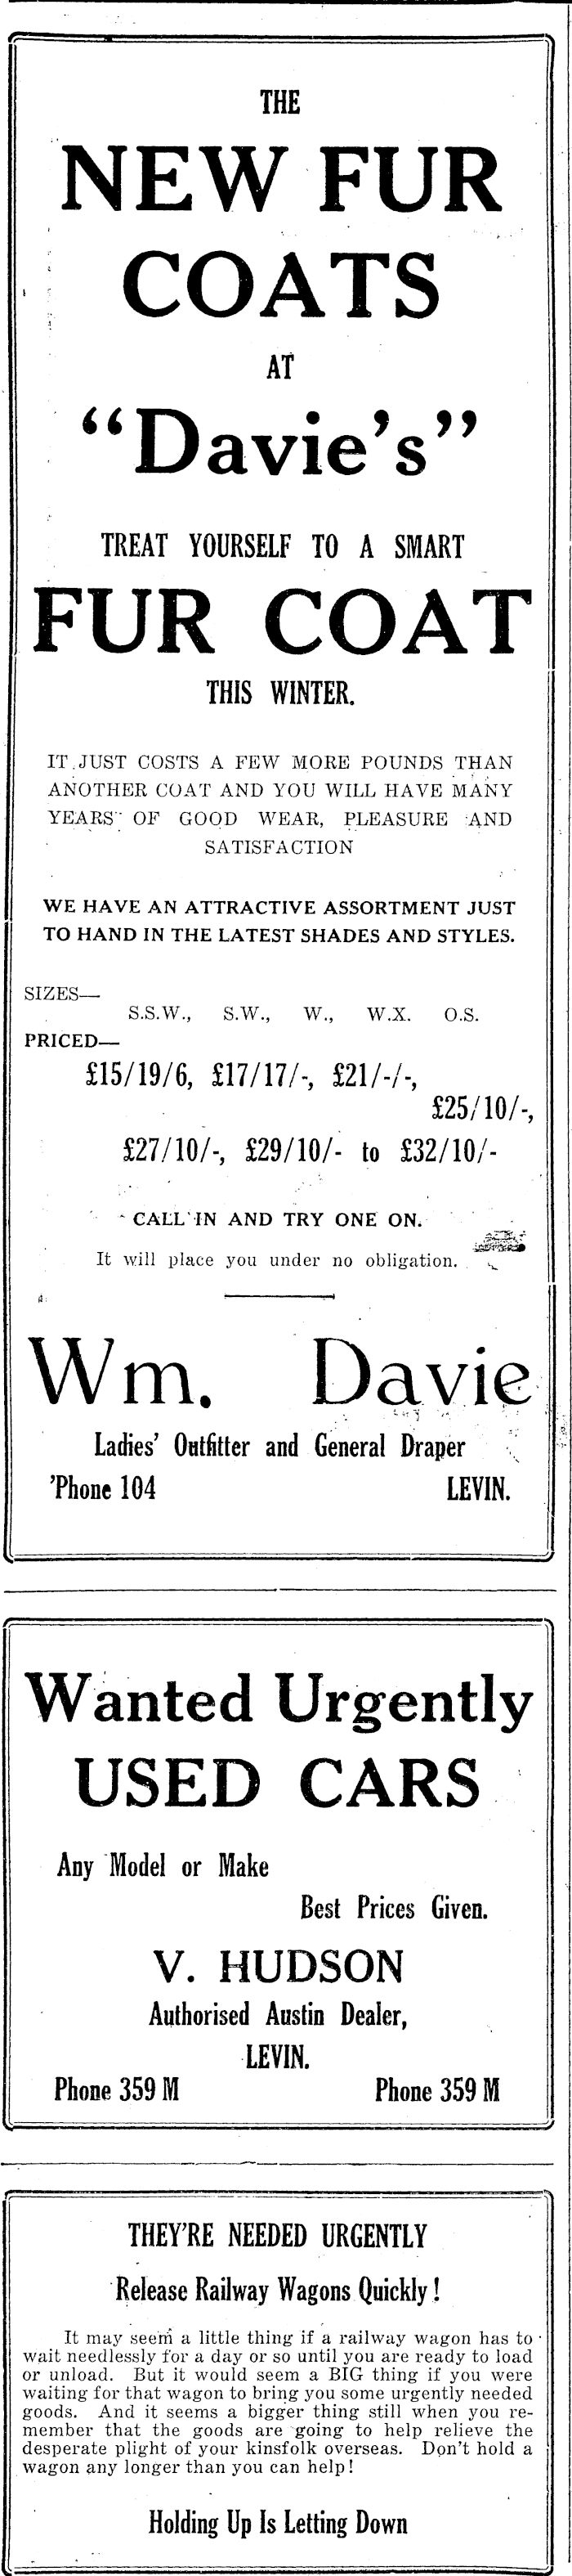 THE
NEW FUR
COATS
AT
"Davie's"
TREAT YOURSELF TO A SMART
FUR COAT
THIS WINTER.
IT JUST COSTS A FEW MORE POUNDS THAN
ANOTHER COAT AND YOU WILL HAVE MANY
YEARS OF GOOD WEAR, PLEASURE AND
SATISFACTION
WE HAVE AN ATTRACTIVE ASSORTMENT JUST
TO HAND IN THE LATEST SHADES AND STYLES.
SIZES—
S.S.W., S.W., W., W.X. O.S.
PRICED—
£15/19/6, £17/17/-, £21/-/-,
£25/10/-,
£27/10/-, £29/10/- to £32/10/-
CALL IN AND TRY ONE ON.
It will place you under no obligation.
Wm. Davie
Ladies' Outfitter and General Draper
'Phone 104 LEVIN.
Wanted Urgently
USED CARS
Any Model or Make
Best Prices Given.
V. HUDSON
Authorised Austin Dealer,
LEVIN.
Phone 359 M Phone 359 M
THEY'RE NEEDED URGENTLY
Release Railway Wagons Quickly!
It may seem a little thing if a railway wagon has to
wait needlessly for a day or so until you are ready to load
or unload. But it would seem a BIG thing if you were
waiting for that wagon to bring you some urgently needed
goods. And it seems a bigger thing still when you re-
member that the goods are going to help relieve the
desperate plight of your kinsfolk overseas. Don't hold a
wagon any longer than you can help!
Holding Up Is Letting Down